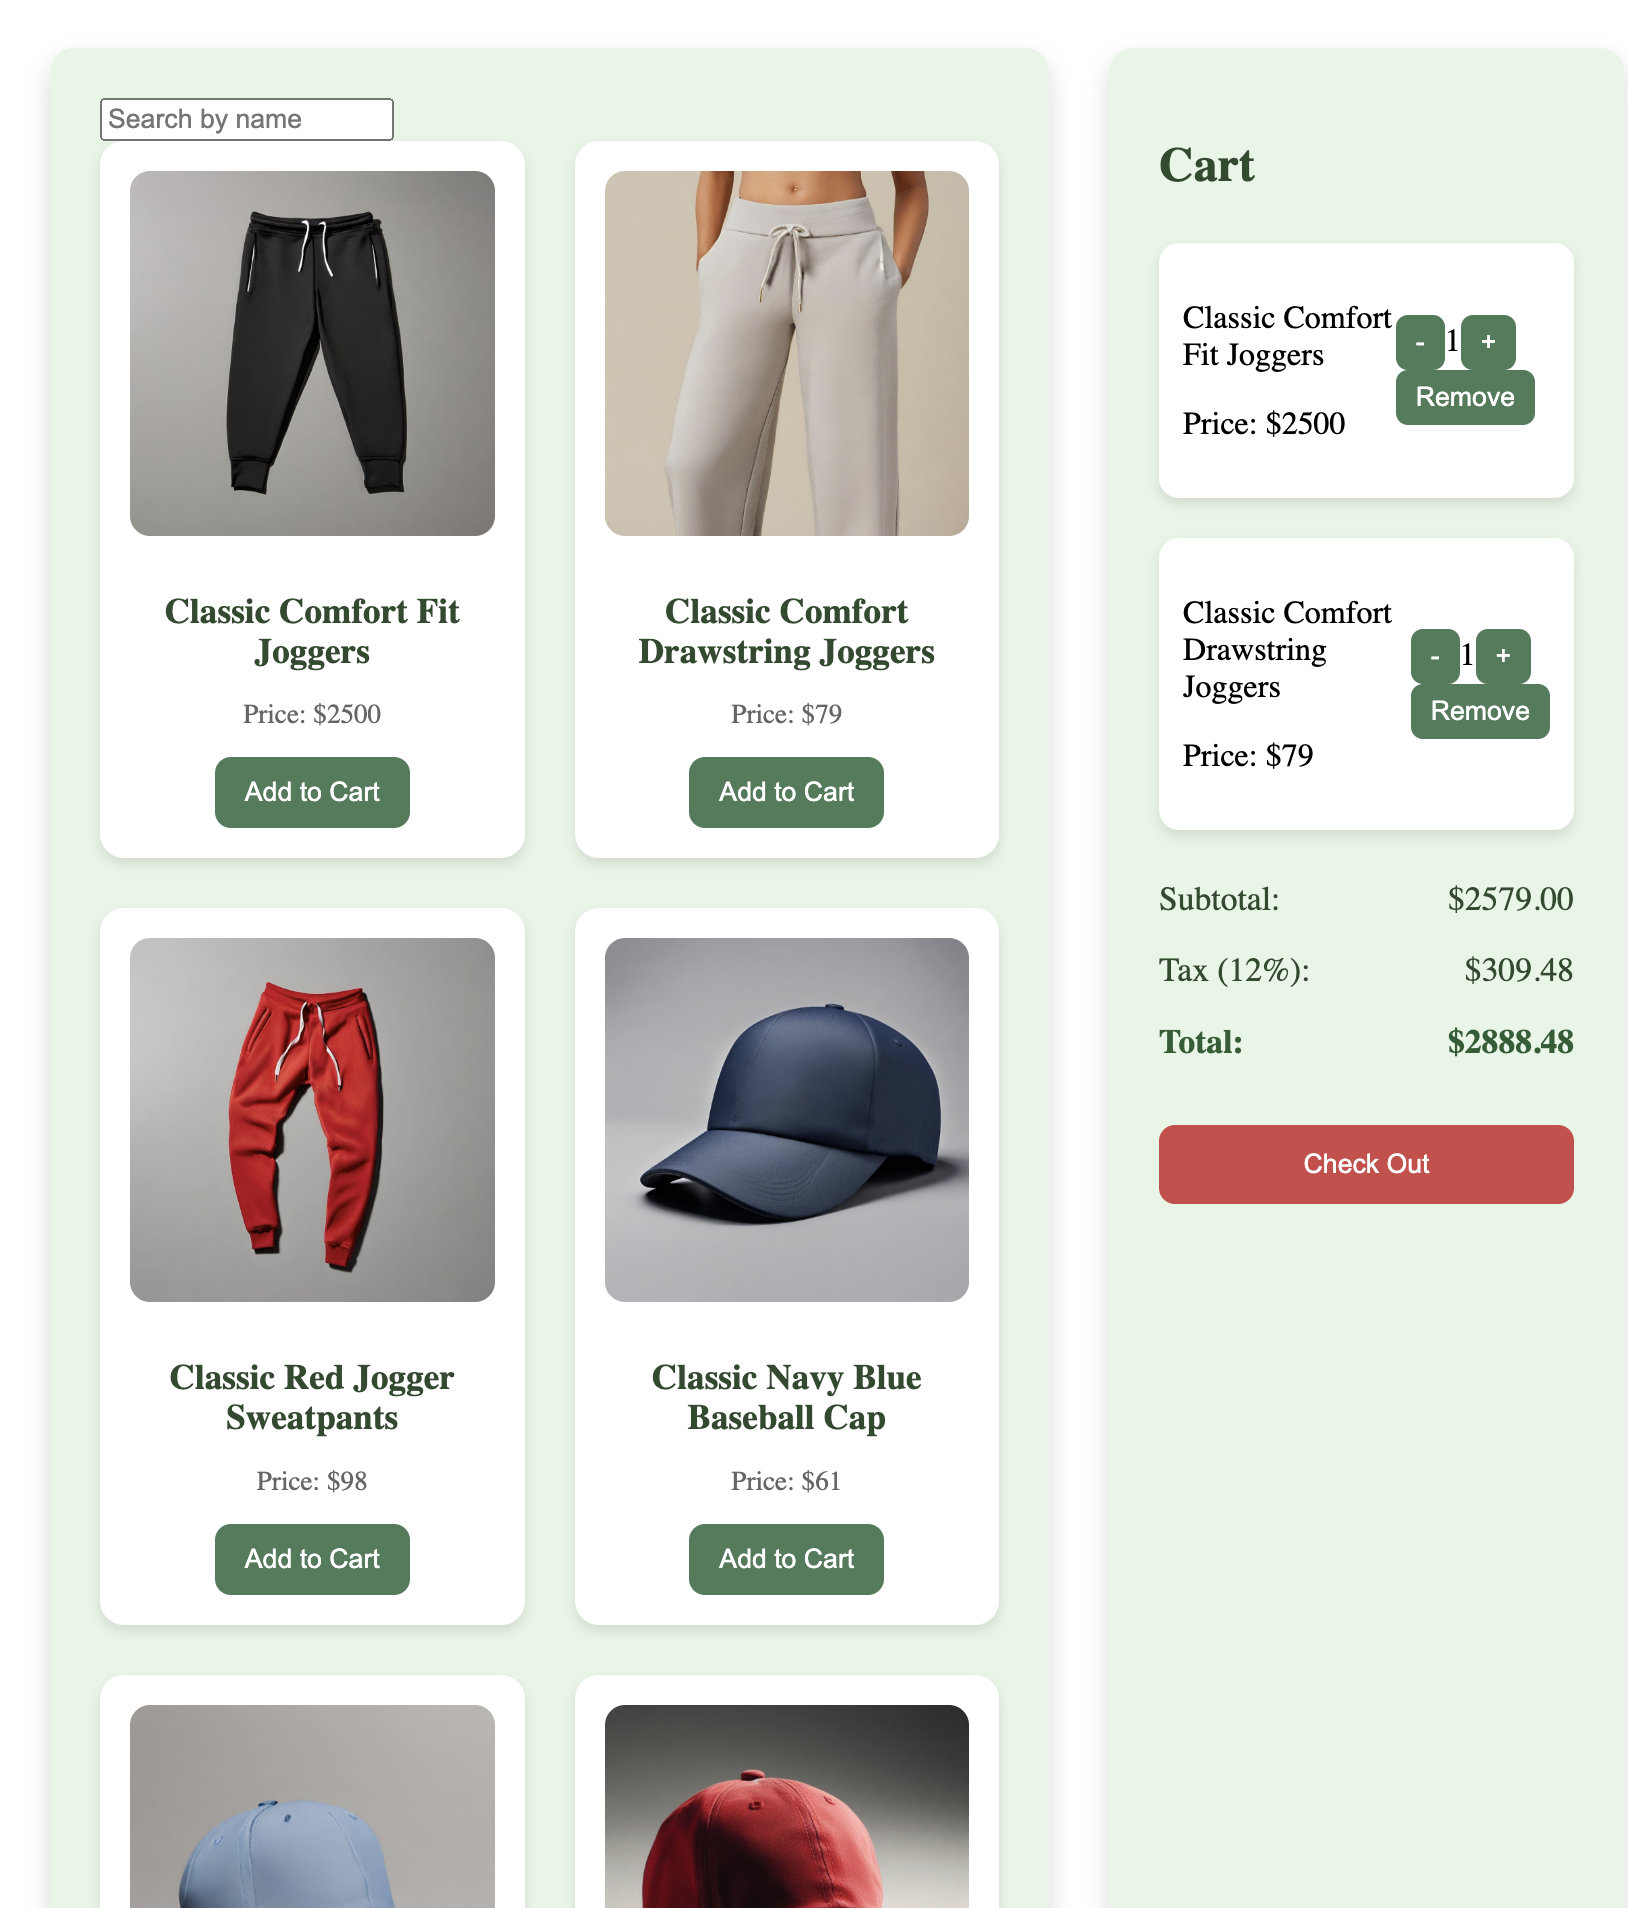 Search by name
Classic Comfort Fit
Joggers
Price: $2500
Add to Cart
Classic Comfort
Drawstring Joggers
Price: $79
Add to Cart
Classic Red Jogger
Sweatpants
Price: $98
Add to Cart
Classic Navy Blue
Baseball Cap
Price: $61
Add to Cart
Cart
Classic Comfort
Fit Joggers
Price: $2500
- 1 +
Remove
Classic Comfort
Drawstring
Joggers
Price: $79
- 1 +
Remove
Subtotal: $2579.00
Tax (12%): $309.48
Total: $2888.48
Check Out